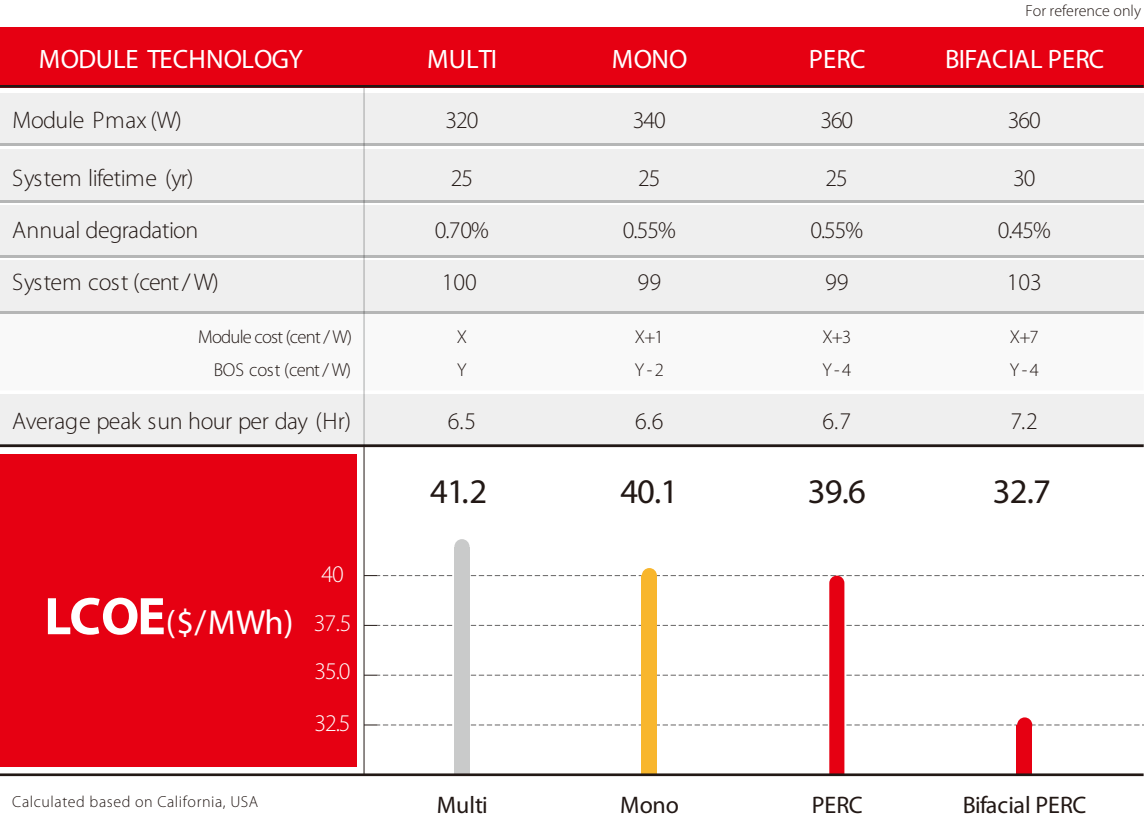 For reference only
MODULE TECHNOLOGY MULTI MONO PERC BIFACIAL PERC
Module Pmax (W) 320 340 360 360
System lifetime (yr) 25 25 25 30
Annual degradation 0.70% 0.55% 0.55% 0.45%
System cost (cent/W) 100 99 99 103
Module cost (cent/W) X X+1 X+3 X+7
BOS cost (cent/W) Y Y-2 Y-4 Y-4
Average peak sun hour per day (Hr) 6.5 6.6 6.7 7.2
41.2 40.1 39.6 32.7
40
LCOE($/MWh) 37.5
35.0
32.5
Calculated based on California, USA Multi Mono PERC Bifacial PERC